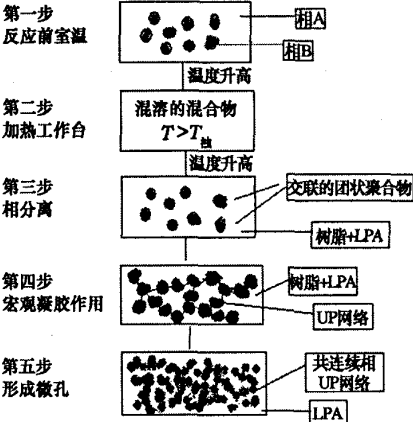 第一步
反应前室温
相A
相B
温度升高
第二步
加热工作台
混溶的混合物
T>T浊
温度升高
第三步
相分离
交联的团状聚合物
树脂+LPA
第四步
宏观凝胶作用
树脂+LPA
UP网络
第五步
形成微孔
共连续相
UP网络
LPA